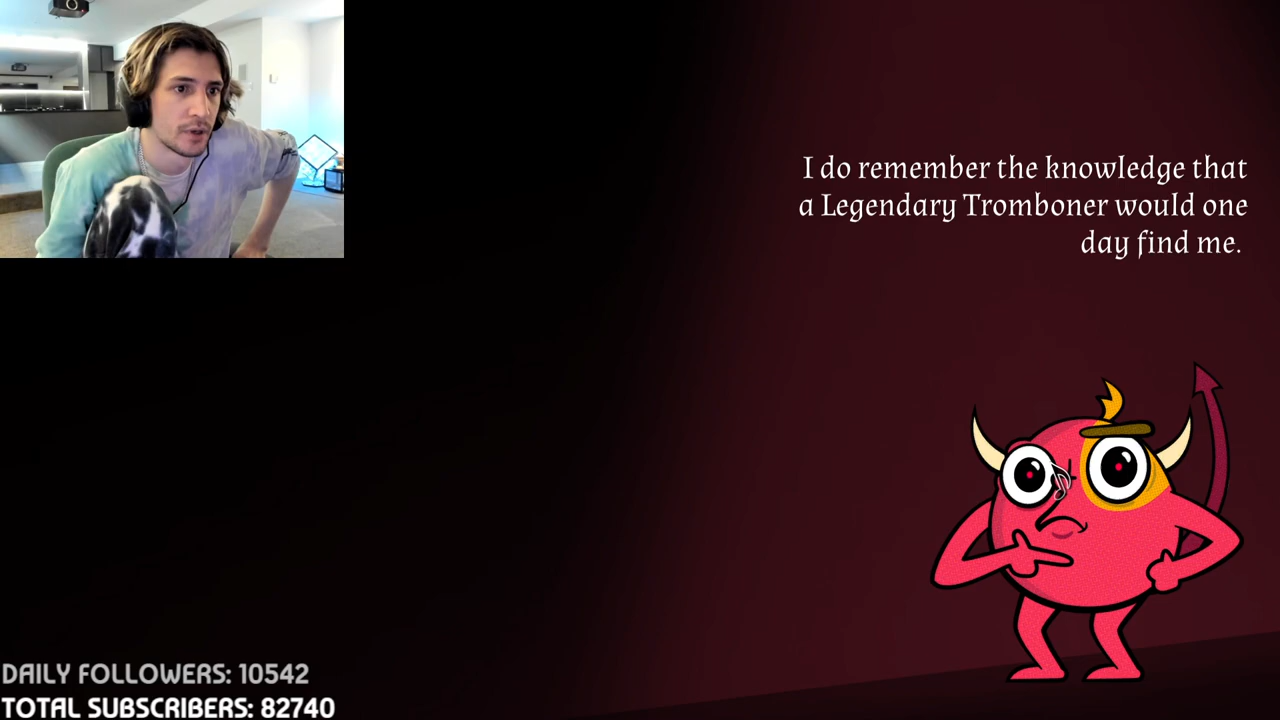 I do remember the knowledge that
a Legendary Tromboner would one
day find me.
DAILY FOLLOWERS: 10542
TOTAL SUBSCRIBERS: 82740